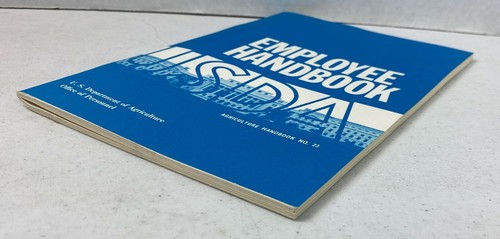 EMPLOYEE
HANDBOOK
USDA
AGRICULTURE HANDBOOK NO. 23
U. S. Department of Agriculture
Office of Personnel